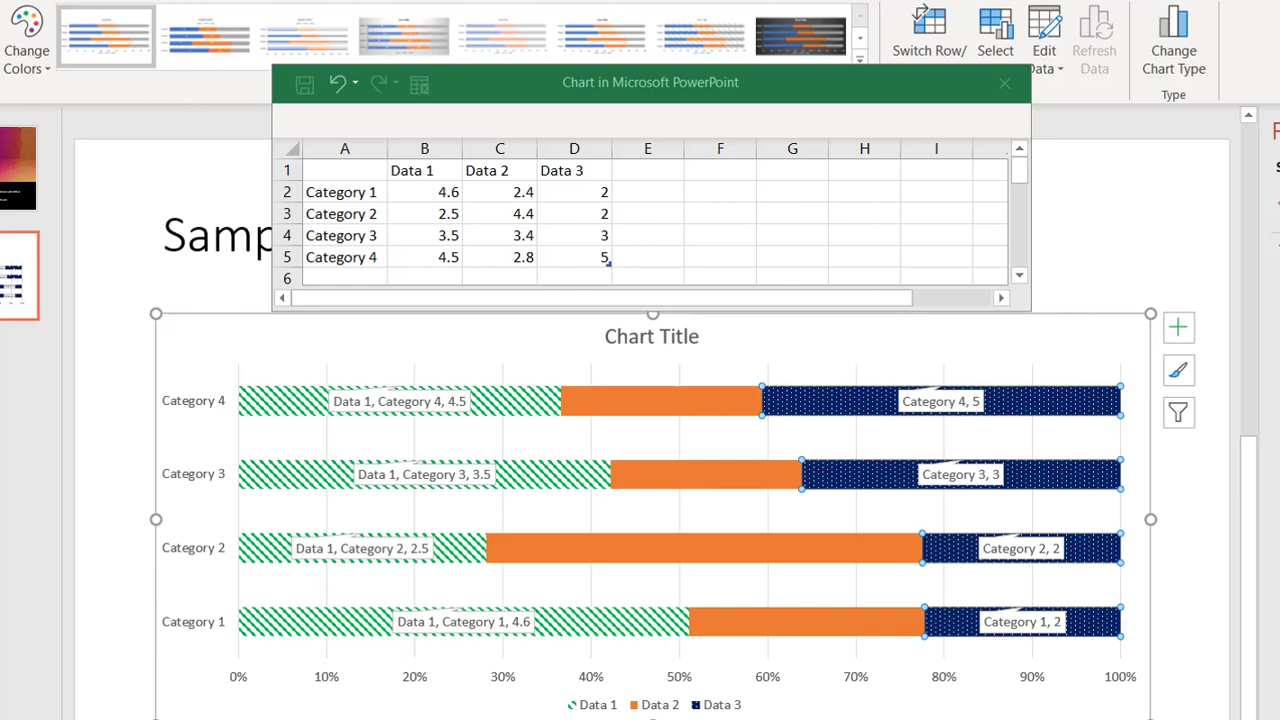 Change
Colors
Switch Row/
Select
Edit
Data
Refresh
Data
Change
Chart Type
Type
Chart in Microsoft PowerPoint
A B C D E F G H I
1 Data 1 Data 2 Data 3
2 Category 1 4.6 2.4 2
3 Category 2 2.5 4.4 2
4 Category 3 3.5 3.4 3
5 Category 4 4.5 2.8 5
6
Samp
Chart Title
Category 4 Data 1, Category 4, 4.5 Category 4, 5
Category 3 Data 1, Category 3, 3.5 Category 3, 3
Category 2 Data 1, Category 2, 2.5 Category 2, 2
Category 1 Data 1, Category 1, 4.6 Category 1, 2
0% 10% 20% 30% 40% 50% 60% 70% 80% 90% 100%
Data 1 Data 2 Data 3